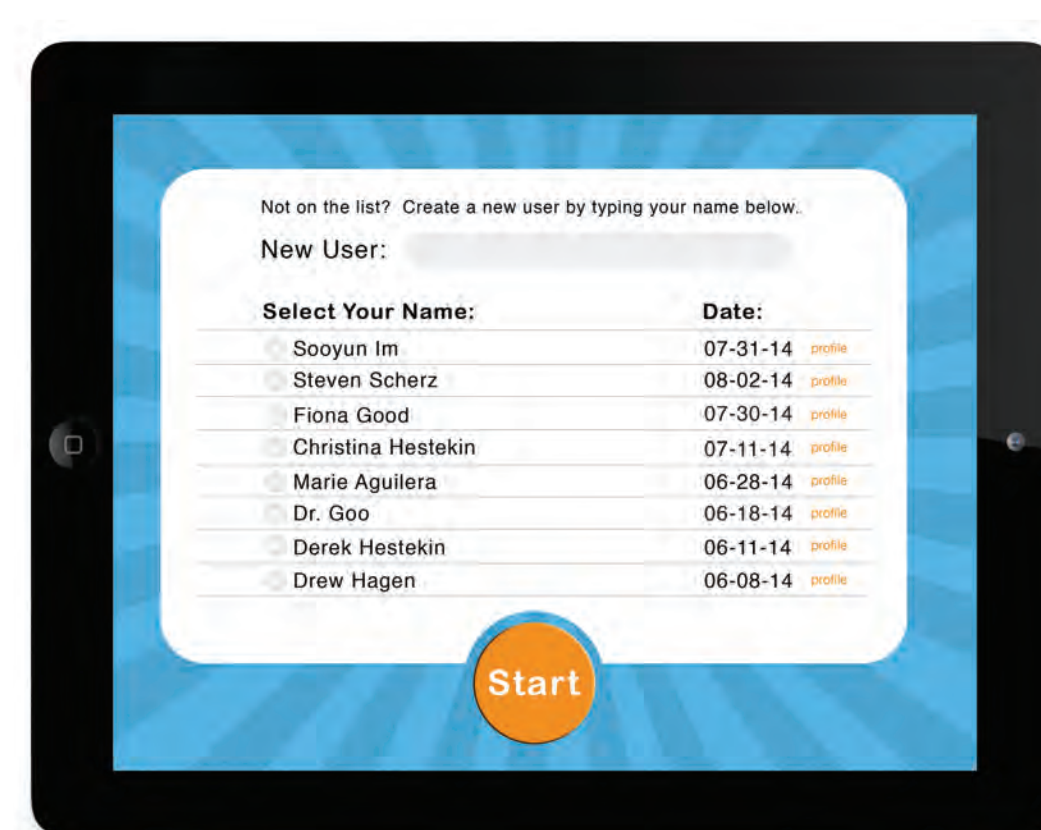 Not on the list? Create a new user by typing your name below.
New User:
Select Your Name: Date:
Sooyun Im 07-31-14 profile
Steven Scherz 08-02-14 profile
Fiona Good 07-30-14 profile
Christina Hestekin 07-11-14 profile
Marie Aguilera 06-28-14 profile
Dr. Goo 06-18-14 profile
Derek Hestekin 06-11-14 profile
Drew Hagen 06-08-14 profile
Start